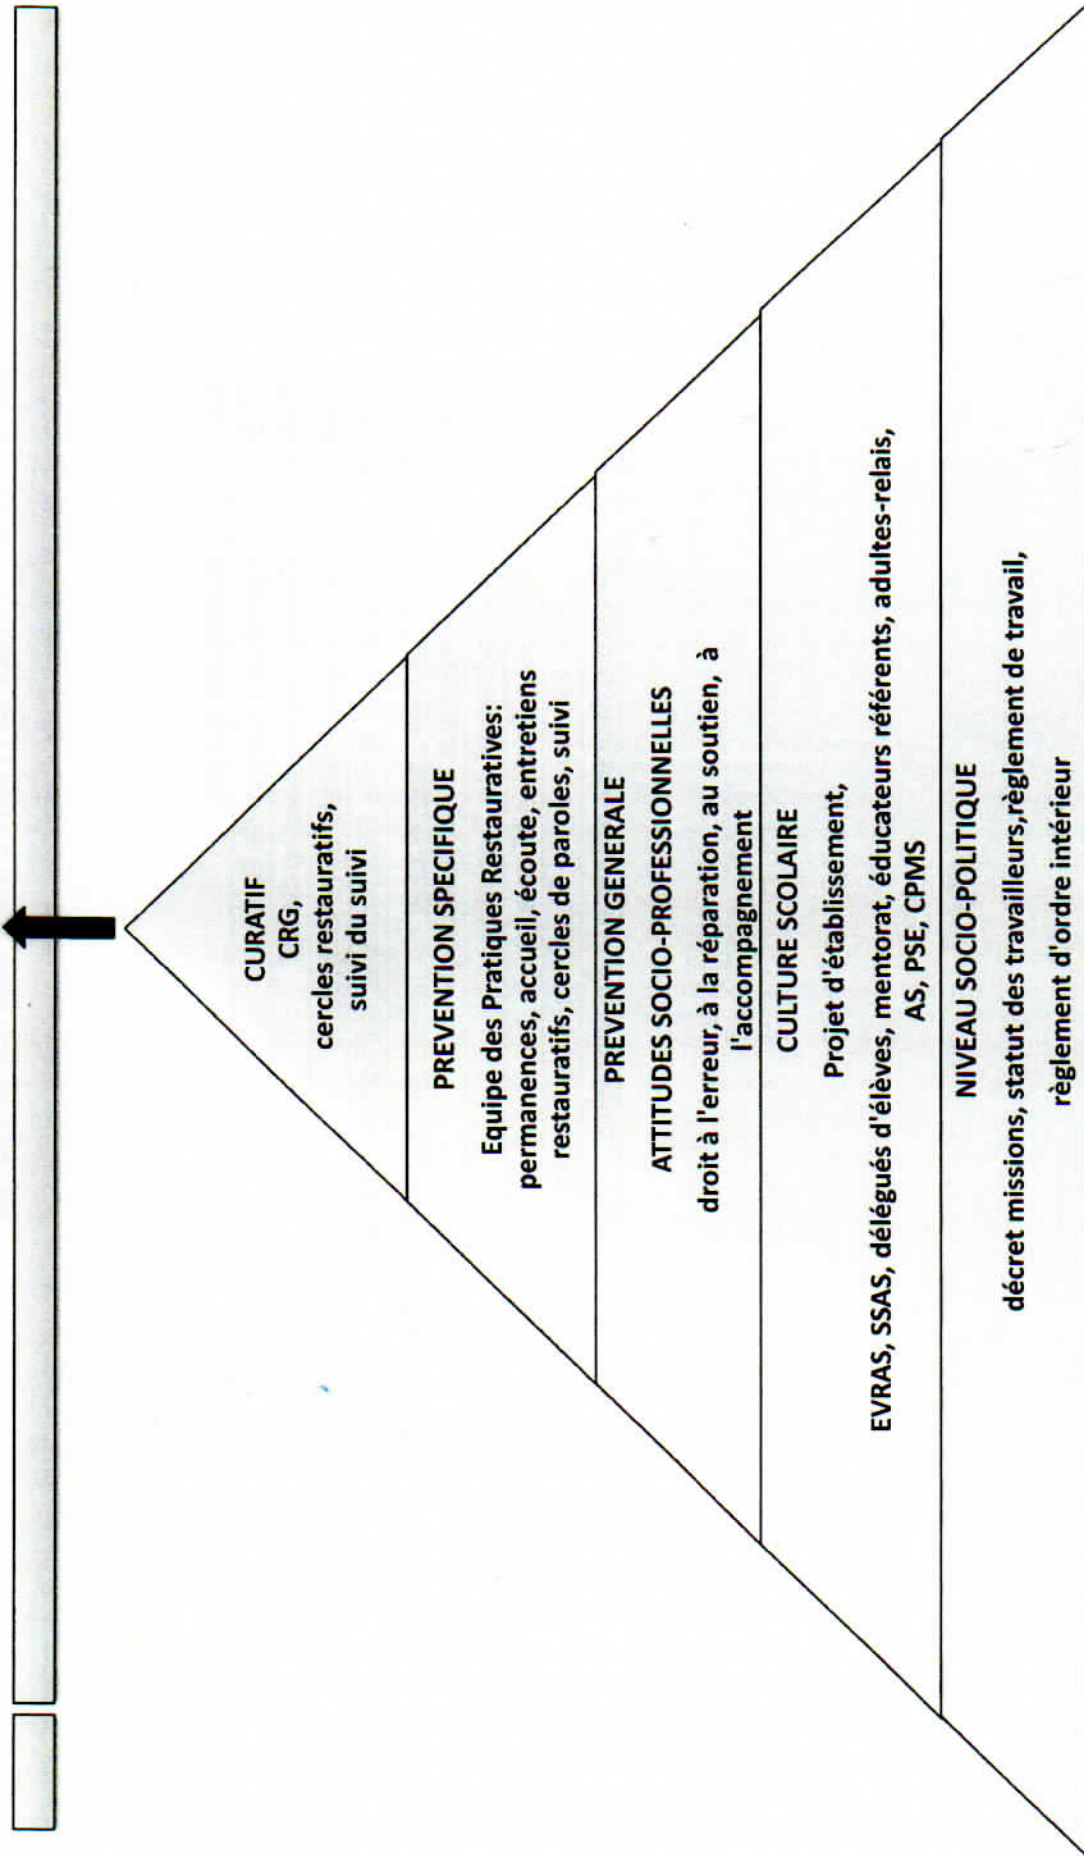 CURATIF
CRG,
cercles restauratifs,
suivi du suivi
PREVENTION SPECIFIQUE
Equipe des Pratiques Restauratives:
permanences, accueil, écoute, entretiens
restauratifs, cercles de paroles, suivi
PREVENTION GENERALE
ATTITUDES SOCIO-PROFESSIONNELLES
droit à l'erreur, à la réparation, au soutien, à
l'accompagnement
CULTURE SCOLAIRE
Projet d'établissement,
EVRAS, SSAS, délégués d'élèves, mentorat, éducateurs référents, adultes-relais,
AS, PSE, CPMS
NIVEAU SOCIO-POLITIQUE
décret missions, statut des travailleurs,règlement de travail,
règlement d'ordre intérieur